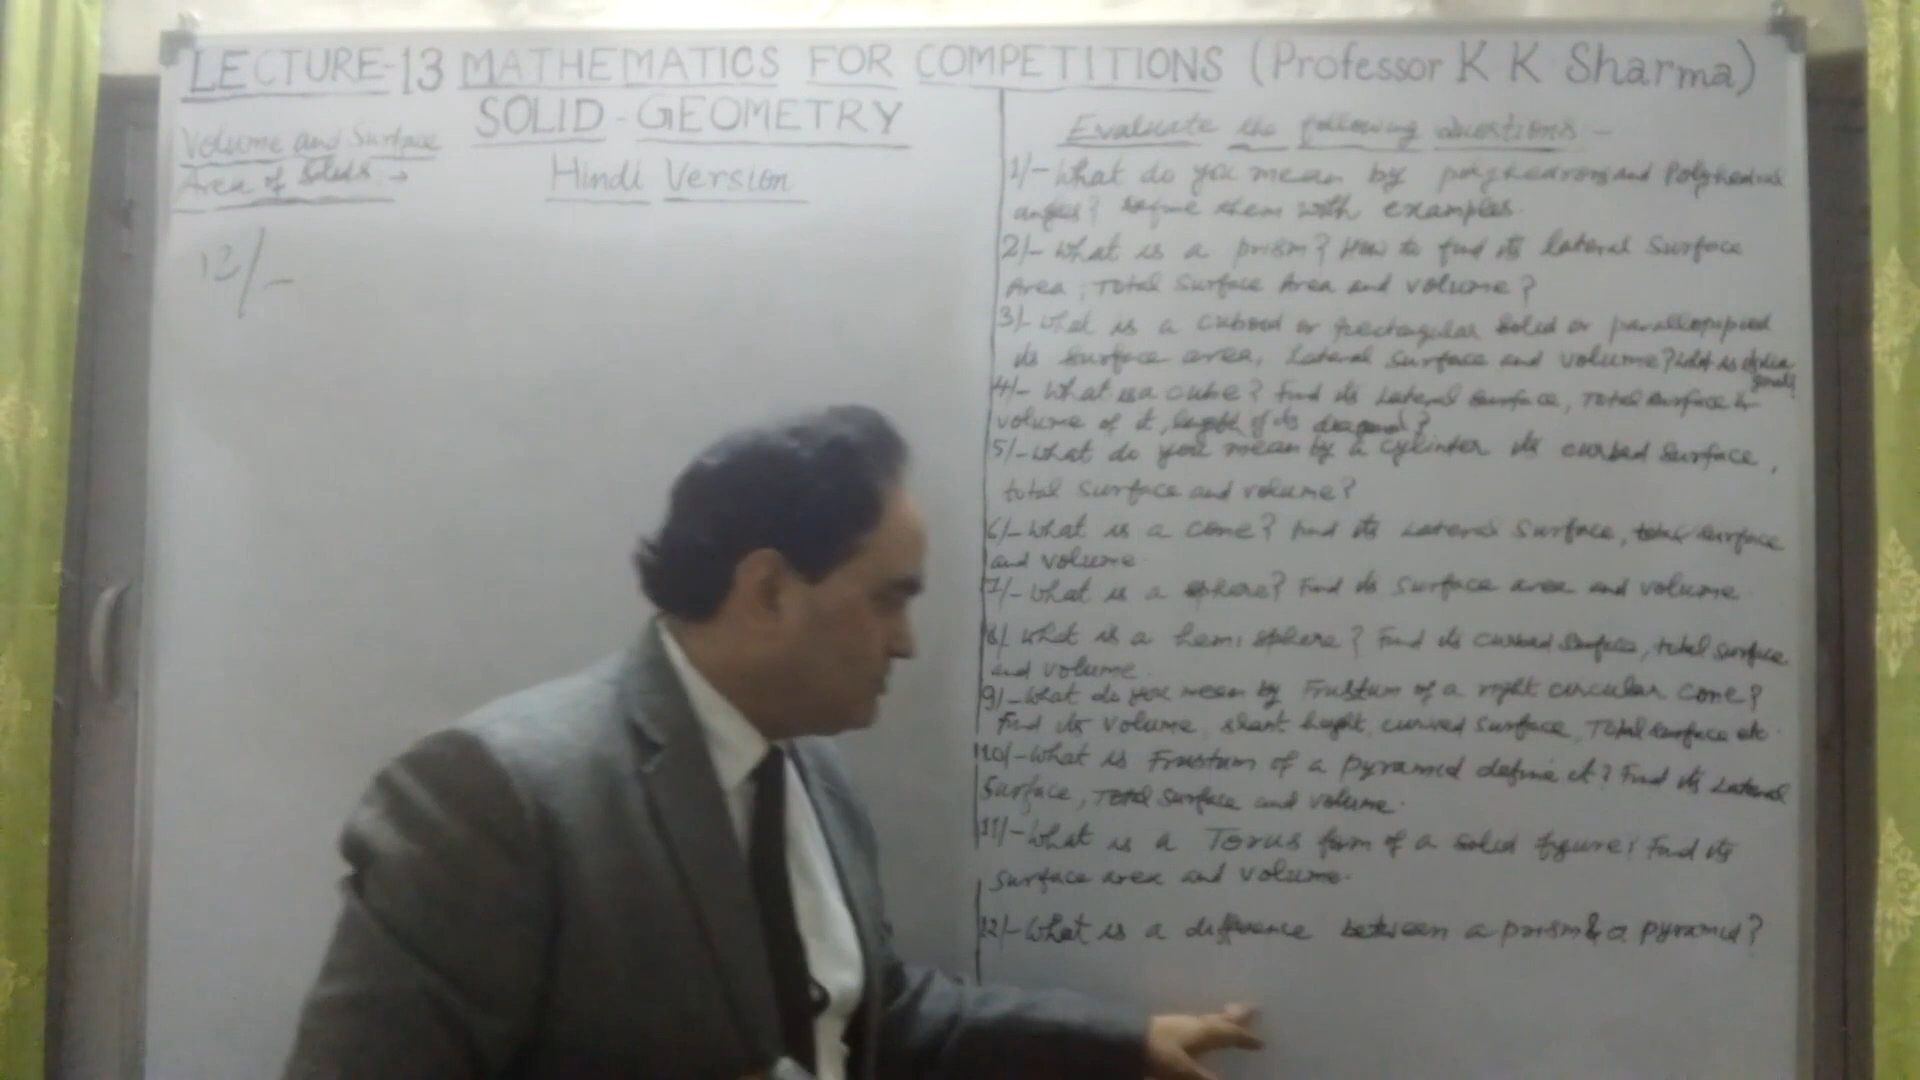 LECTURE-13 MATHEMATICS FOR COMPETITIONS (Professor K K Sharma)
SOLID-GEOMETRY
Volume and Surface
Area of Solids:→
Hindi Version
12/-
Evaluate the following questions-
1/- What do you mean by polyhedrons and Polyhedral
angles? define them with examples.
2/- What is a prism? How to find its lateral Surface
Area, Total Surface Area and volume?
3/- What is a cuboid or rectangular solid or parallopipied
its surface area, Lateral surface and volume? What is its diagonal
4/- What is a cube? Find its Lateral surface, Total surface &
volume of it, length of its diagonal?
5/- What do you mean by a cylinder its curbed surface,
total surface and volume?
6/- What is a cone? find its Lateral Surface, total surface
and volume
7/- What is a sphere? Find its surface area and volume
8/- What is a hemisphere? Find its curved surface, total surface
and volume.
9/- What do you mean by Frustum of a right circular cone?
Find its volume, slant height, curved surface, Total surface etc.
10/- What is Frustum of a pyramid define it? Find its Lateral
Surface, Total surface and volume.
11/- What is a Torus form of a solid figure? Find its
surface area and volume.
12/- What is a difference between a prism & a pyramid?